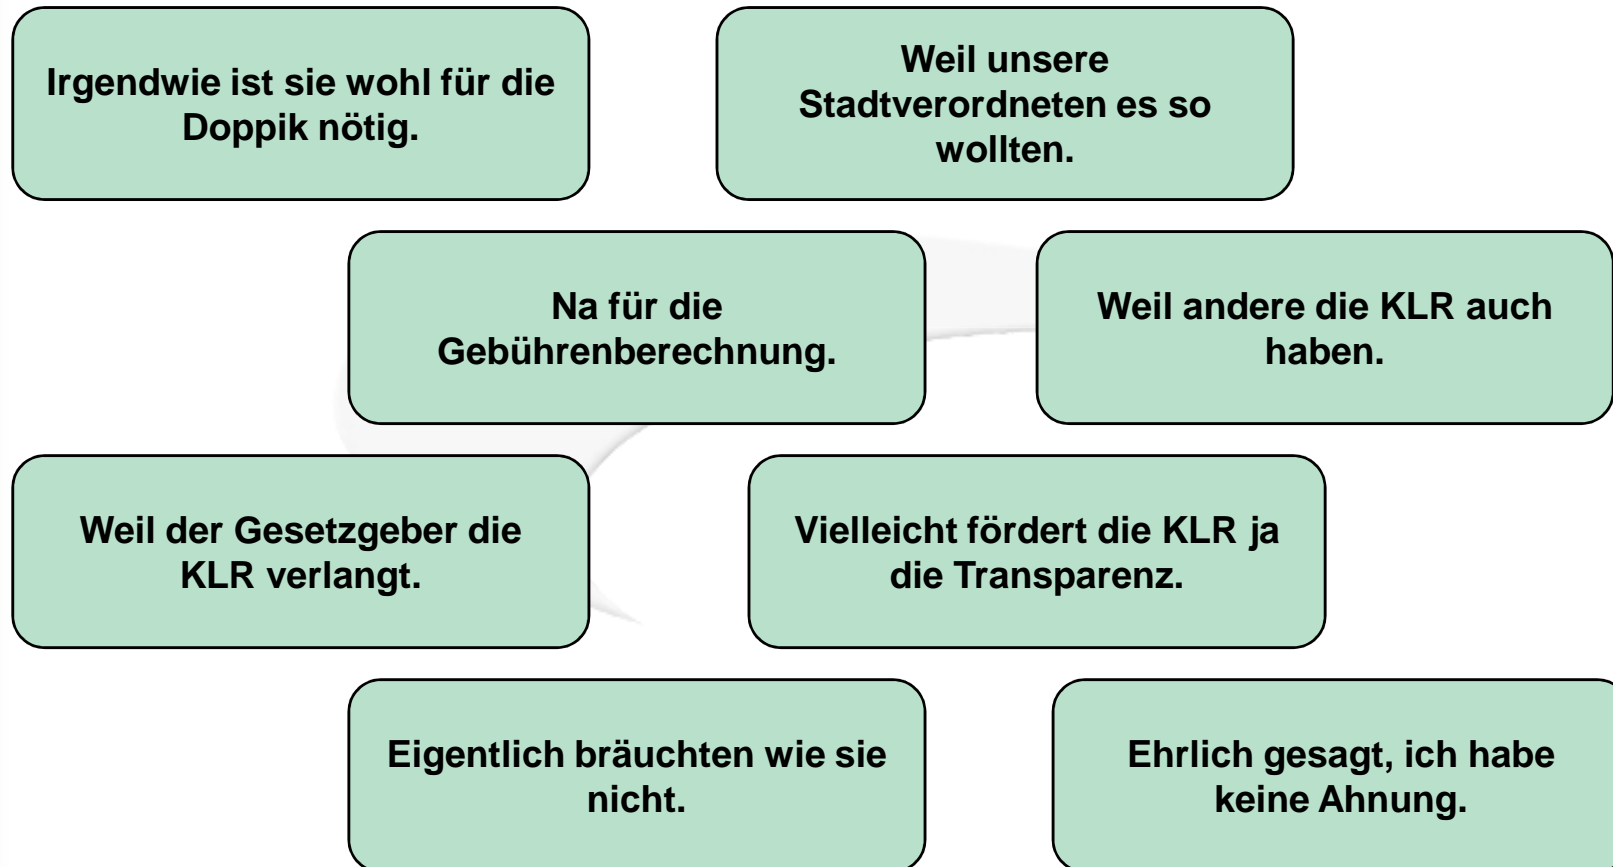 Irgendwie ist sie wohl für die
Doppik nötig.
Weil unsere
Stadtverordneten es so
wollten.
Na für die
Gebührenberechnung.
Weil andere die KLR auch
haben.
Weil der Gesetzgeber die
KLR verlangt.
Vielleicht fördert die KLR ja
die Transparenz.
Eigentlich bräuchten wie sie
nicht.
Ehrlich gesagt, ich habe
keine Ahnung.